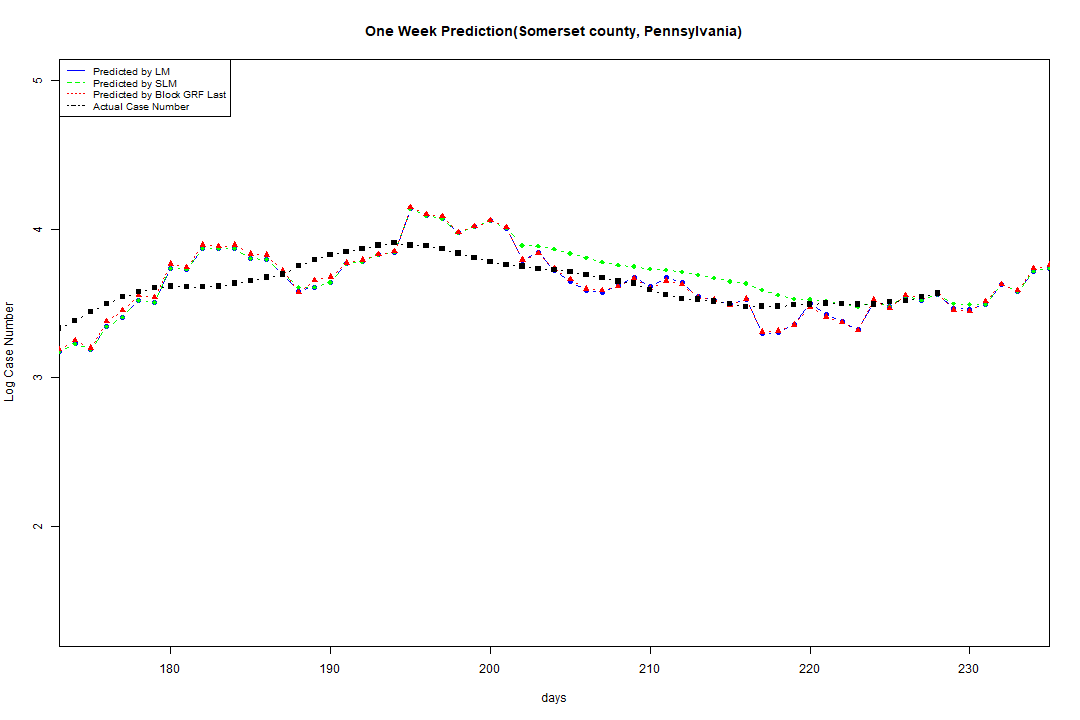 One Week Prediction(Somerset county, Pennsylvania)
Predicted by LM
Predicted by SLM
Predicted by Block GRF Last
Actual Case Number
5
4
3
2
Log Case Number
180 190 200 210 220 230
days